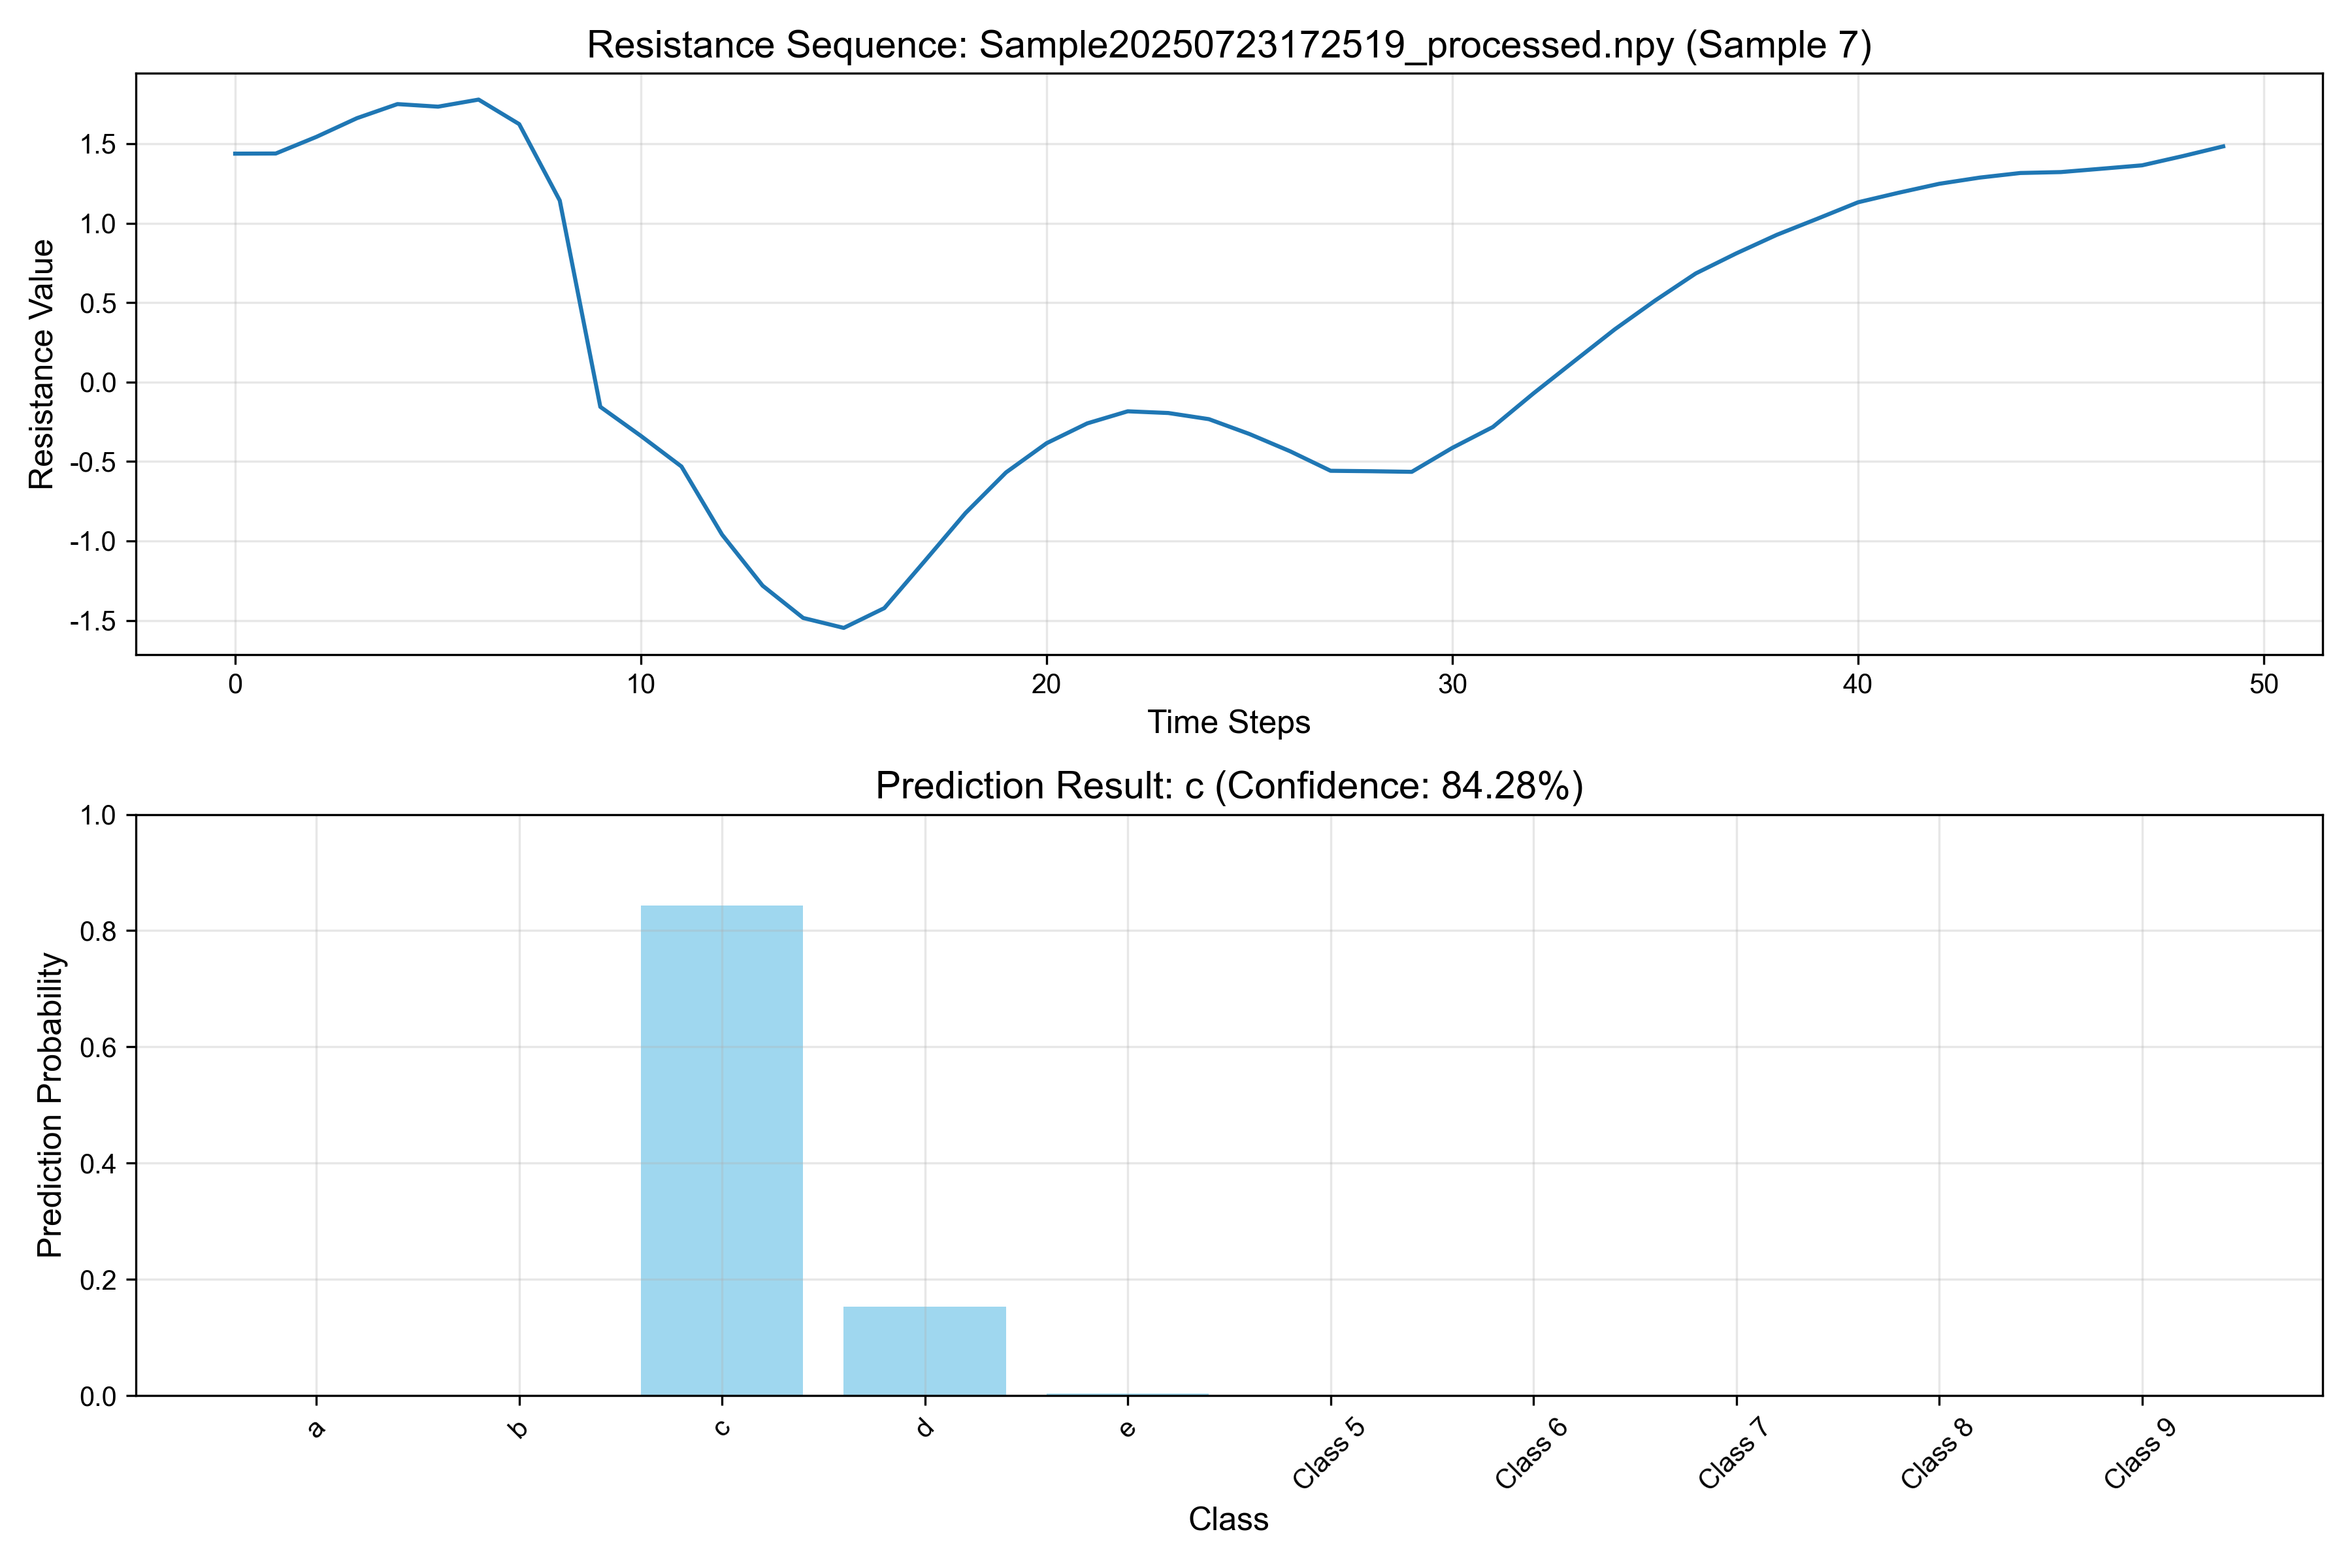 Resistance Sequence: Sample20250723172519_processed.npy (Sample 7)
Resistance Value
1.5
1.0
0.5
0.0
-0.5
-1.0
-1.5
0 10 20 30 40 50
Time Steps
Prediction Result: c (Confidence: 84.28%)
Prediction Probability
1.0
0.8
0.6
0.4
0.2
0.0
a b c d e Class 5 Class 6 Class 7 Class 8 Class 9
Class